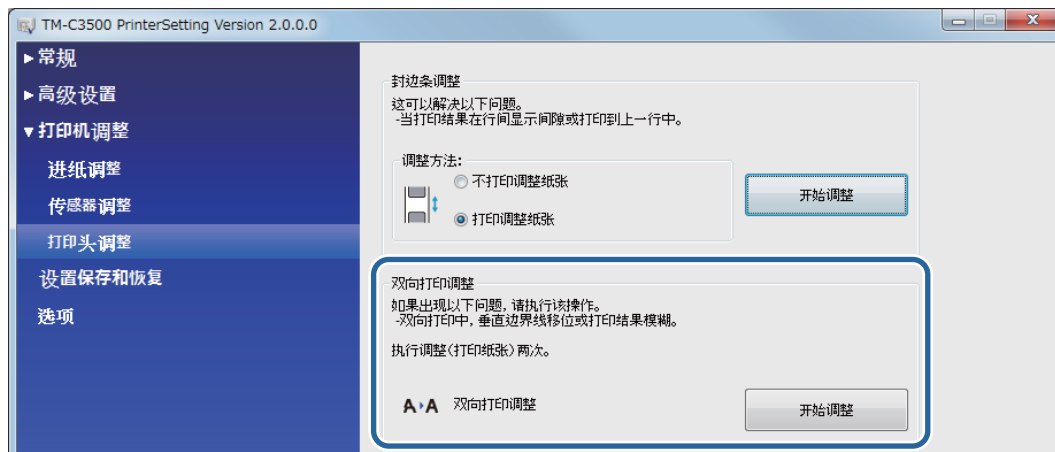 TM-C3500 PrinterSetting Version 2.0.0.0
▶常规
▶高级设置
▼打印机调整
进纸调整
传感器调整
打印头调整
设置保存和恢复
选项
封边条调整
这可以解决以下问题。
-当打印结果在行间显示间隙或打印到上一行中。
调整方法:
不打印调整纸张
打印调整纸张
开始调整
双向打印调整
如果出现以下问题, 请执行该操作。
-双向打印中, 垂直边界线移位或打印结果模糊。
执行调整(打印纸张)两次。
A▸A 双向打印调整
开始调整